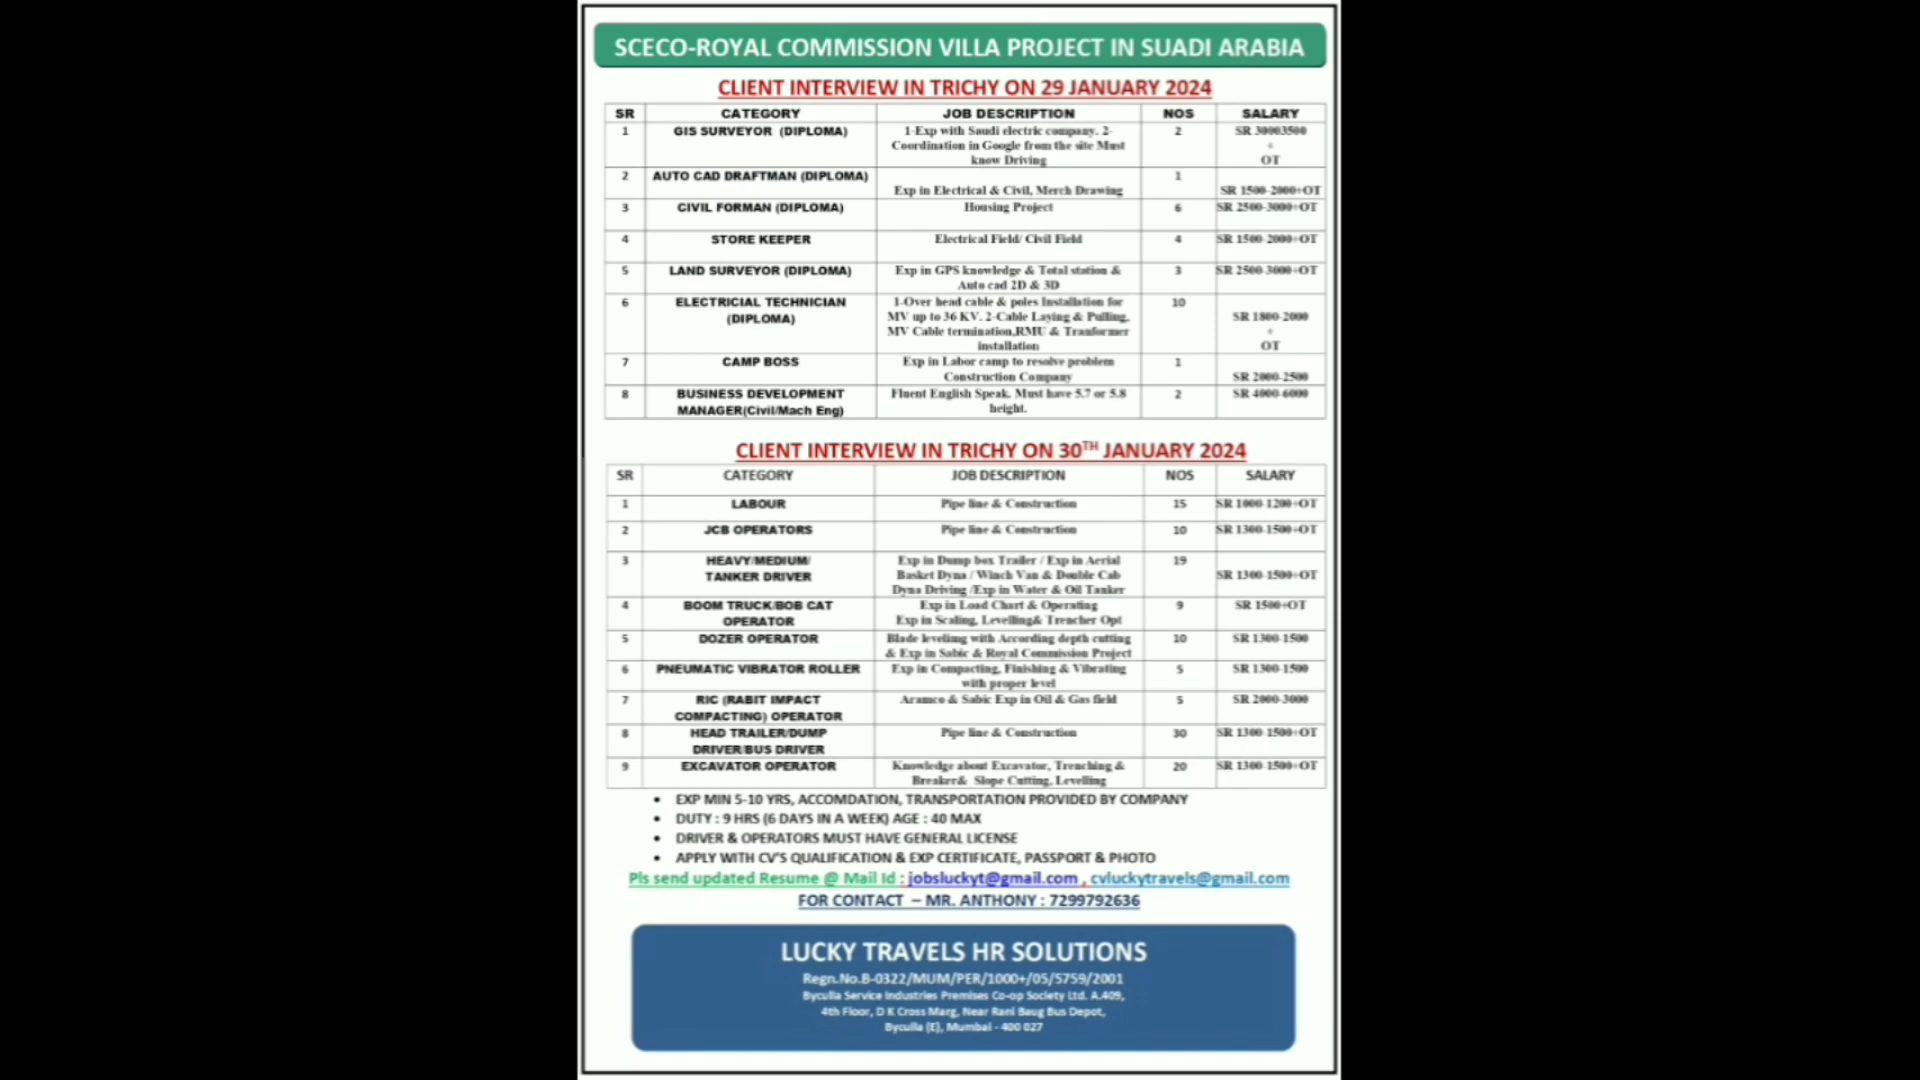 SCECO-ROYAL COMMISSION VILLA PROJECT IN SUADI ARABIA
CLIENT INTERVIEW IN TRICHY ON 29 JANUARY 2024
SR CATEGORY JOB DESCRIPTION NOS SALARY
1 GIS SURVEYOR (DIPLOMA) 1-Exp with Saudi electric company. 2- 2 SR 30003500
Coordination in Google from the site Must +
know Driving OT
2 AUTO CAD DRAFTMAN (DIPLOMA) 1
Exp in Electrical & Civil, Merch Drawing SR 1500-2000+OT
3 CIVIL FORMAN (DIPLOMA) Housing Project 6 SR 2500-3000+OT
4 STORE KEEPER Electrical Field/ Civil Field 4 SR 1500-2000+OT
5 LAND SURVEYOR (DIPLOMA) Exp in GPS knowledge & Total station & 3 SR 2500-3000+OT
Auto cad 2D & 3D
6 ELECTRICIAL TECHNICIAN 1-Over head cable & poles Installation for 10
(DIPLOMA) MV up to 36 KV. 2-Cable Laying & Pulling, SR 1800-2000
MV Cable termination,RMU & Tranformer +
installation OT
7 CAMP BOSS Exp in Labor camp to resolve problem 1
Construction Company SR 2000-2500
8 BUSINESS DEVELOPMENT Fluent English Speak. Must have 5.7 or 5.8 2 SR 4000-6000
MANAGER(Civil/Mach Eng) height.
CLIENT INTERVIEW IN TRICHY ON 30TH JANUARY 2024
SR CATEGORY JOB DESCRIPTION NOS SALARY
1 LABOUR Pipe line & Construction 15 SR 1000-1200+OT
2 JCB OPERATORS Pipe line & Construction 10 SR 1300-1500+OT
3 HEAVY/MEDIUM/ Exp in Dump box Trailer / Exp in Aerial 19
TANKER DRIVER Basket Dyna / Winch Van & Double Cab SR 1300-1500+OT
Dyna Driving /Exp in Water & Oil Tanker
4 BOOM TRUCK/BOB CAT Exp in Load Chart & Operating 9 SR 1500+OT
OPERATOR Exp in Scaling, Levelling& Trencher Opt
5 DOZER OPERATOR Blade leveling with According depth cutting 10 SR 1300-1500
& Exp in Sabic & Royal Commission Project
6 PNEUMATIC VIBRATOR ROLLER Exp in Compacting, Finishing & Vibrating 5 SR 1300-1500
with proper level
7 RIC (RABIT IMPACT Aramco & Sabic Exp in Oil & Gas field 5 SR 2000-3000
COMPACTING) OPERATOR
8 HEAD TRAILER/DUMP Pipe line & Construction 30 SR 1300-1500+OT
DRIVER/BUS DRIVER
9 EXCAVATOR OPERATOR Knowledge about Excavator, Trenching & 20 SR 1300-1500+OT
Breaker& Slope Cutting, Levelling
• EXP MIN 5-10 YRS, ACCOMDATION, TRANSPORTATION PROVIDED BY COMPANY
• DUTY : 9 HRS (6 DAYS IN A WEEK) AGE : 40 MAX
• DRIVER & OPERATORS MUST HAVE GENERAL LICENSE
• APPLY WITH CV'S QUALIFICATION & EXP CERTIFICATE, PASSPORT & PHOTO
Pls send updated Resume @ Mail Id : jobsluckyt@gmail.com , cvluckytravels@gmail.com
FOR CONTACT – MR. ANTHONY : 7299792636
LUCKY TRAVELS HR SOLUTIONS
Regn.No.B-0322/MUM/PER/1000+/05/5759/2001
Byculla Service Industries Premises Co-op Society Ltd. A.409,
4th Floor, D K Cross Marg, Near Rani Baug Bus Depot,
Byculla (E), Mumbai - 400 027